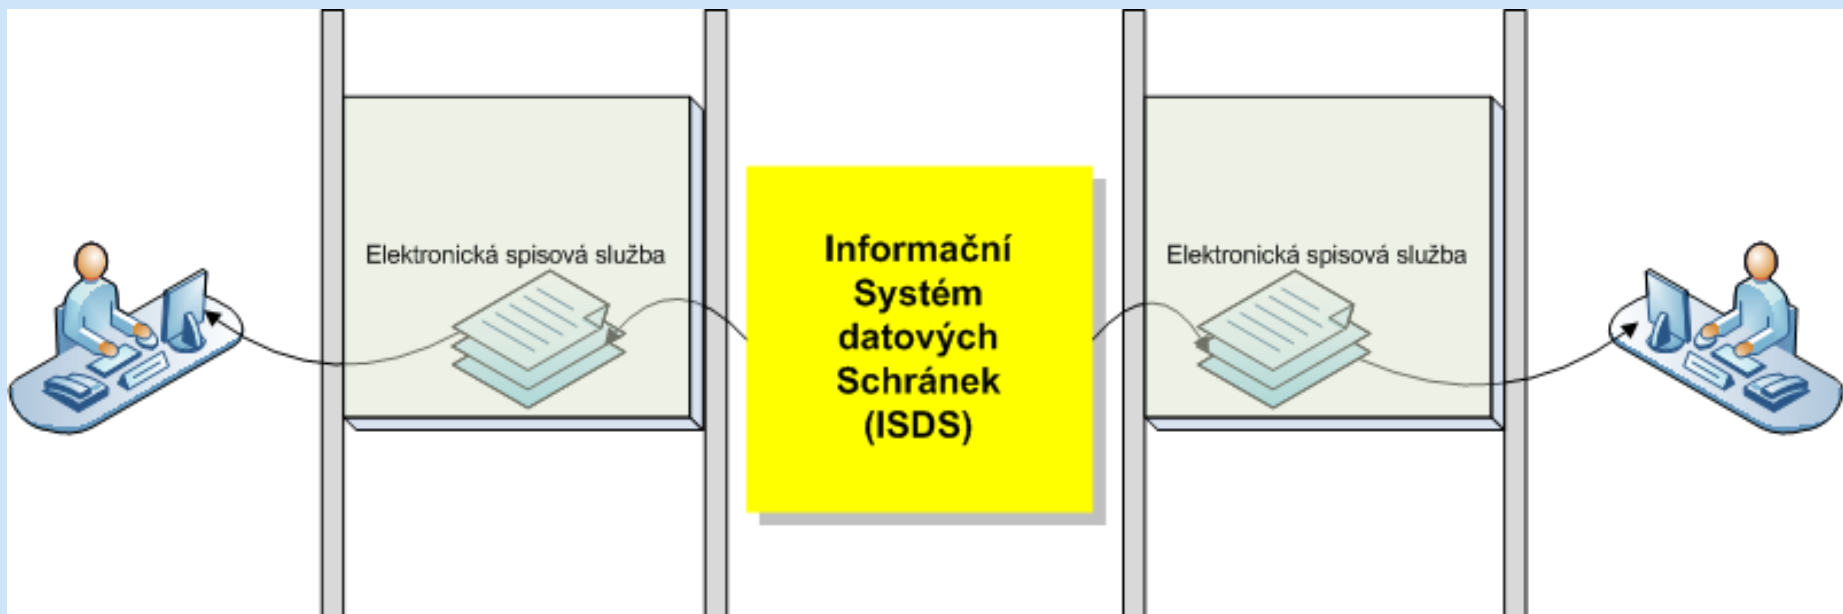 Elektronická spisová služba
Informační
Systém
datových
Schránek
(ISDS)
Elektronická spisová služba